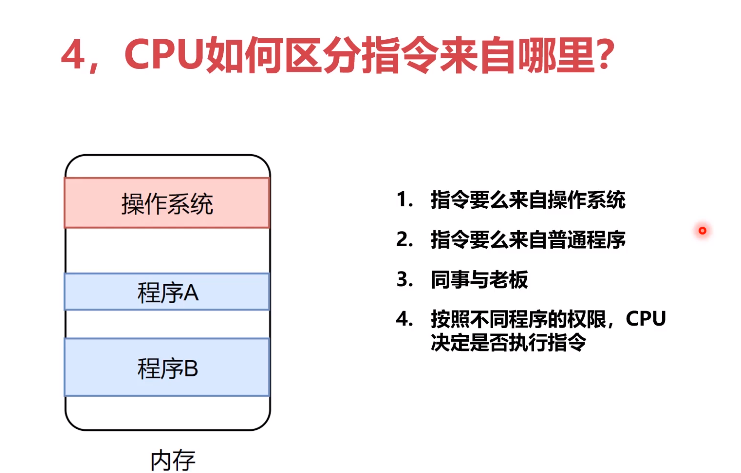 4，CPU如何区分指令来自哪里？
操作系统
程序A
程序B
内存
1. 指令要么来自操作系统
2. 指令要么来自普通程序
3. 同事与老板
4. 按照不同程序的权限，CPU
决定是否执行指令